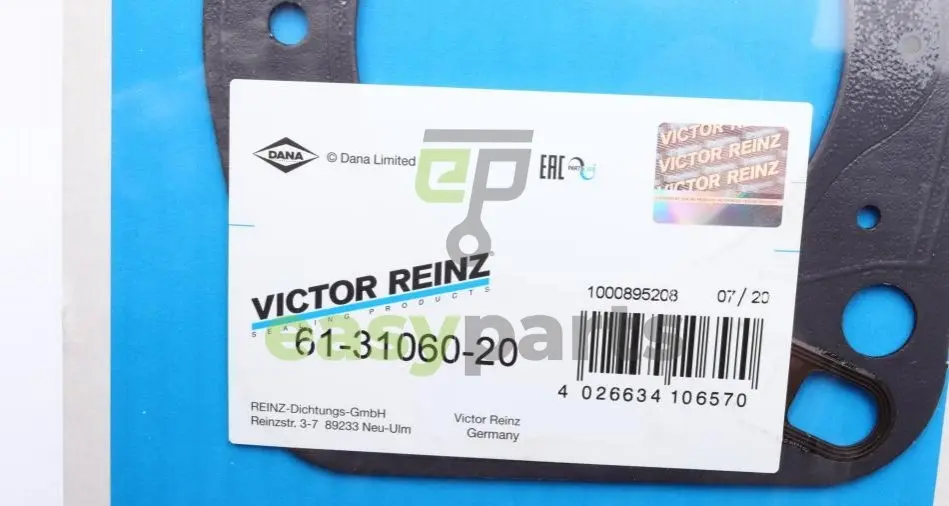 DANA
© Dana Limited
ep
EAC
VICTOR REINZ
VICTOR REINZ
VICTOR REINZ
VICTOR REINZ
SEALING PRODUCTS
easyparts
61-31060-20
1000895208 07/20
4 026634 106570
REINZ-Dichtungs-GmbH
Reinzstr. 3-7 89233 Neu-Ulm
Victor Reinz
Germany